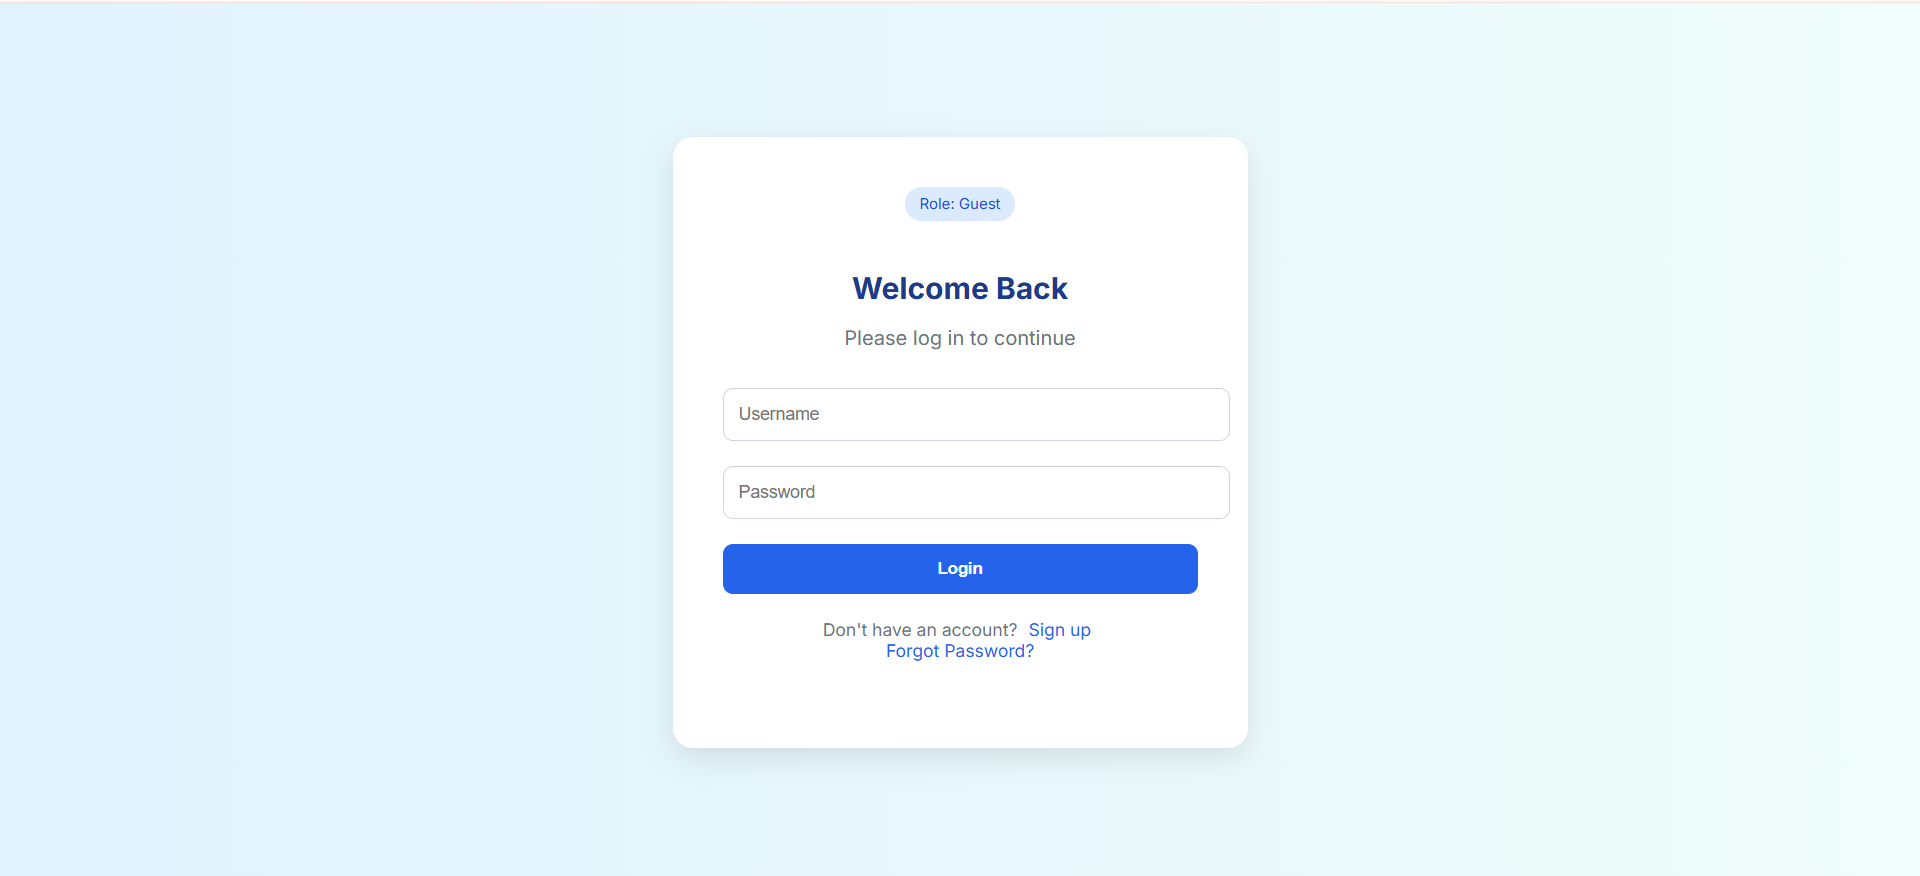 Role: Guest
Welcome Back
Please log in to continue
Username
Password
Login
Don't have an account? Sign up
Forgot Password?